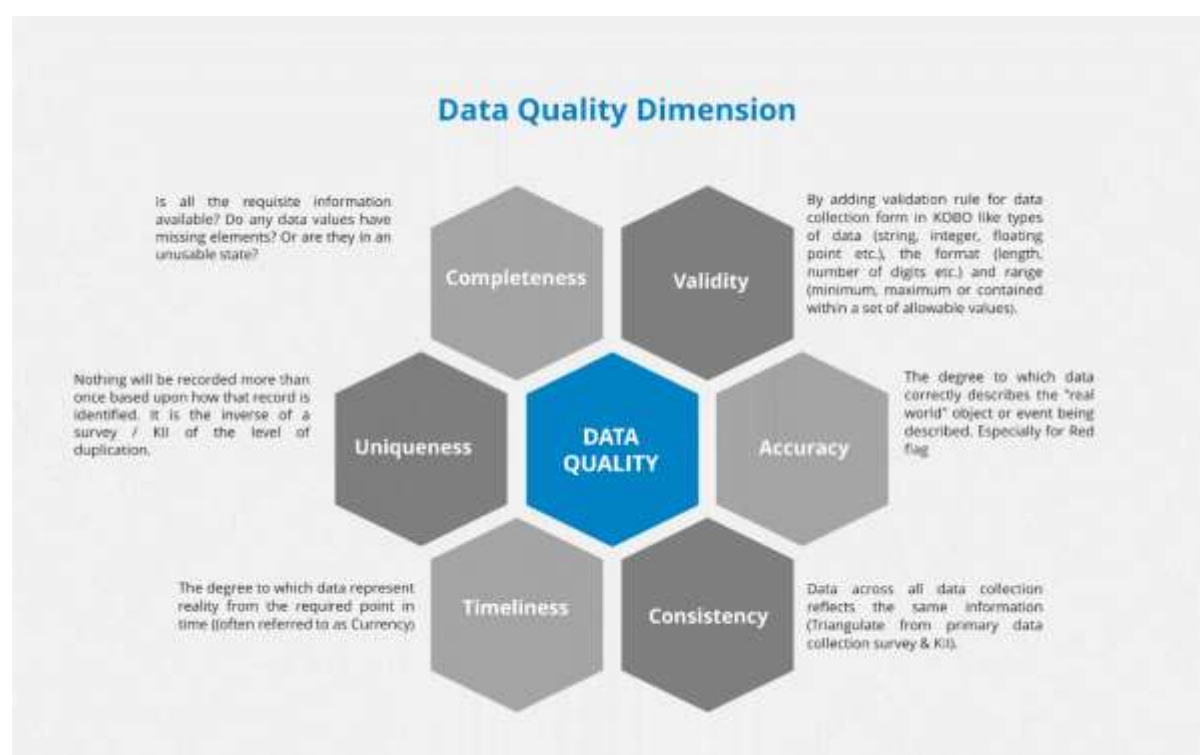 Data Quality Dimension
Is all the requisite information
available? Do any data values have
missing elements? Or are they in an
unusable state?
Completeness
Validity
By adding validation rule for data
collection form in KOBO like types
of data (string, integer, floating
point etc.), the format (length,
number of digits etc.) and range
(minimum, maximum or contained
within a set of allowable values).
Nothing will be recorded more than
once based upon how that record is
identified. It is the inverse of a
survey / KII of the level of
duplication.
Uniqueness
DATA
QUALITY
Accuracy
The degree to which data
correctly describes the "real
world" object or event being
described. Especially for Red
flag
The degree to which data represent
reality from the required point in
time ((often referred to as Currency)
Timeliness
Consistency
Data across all data collection
reflects the same information
(Triangulate from primary data
collection survey & KII).